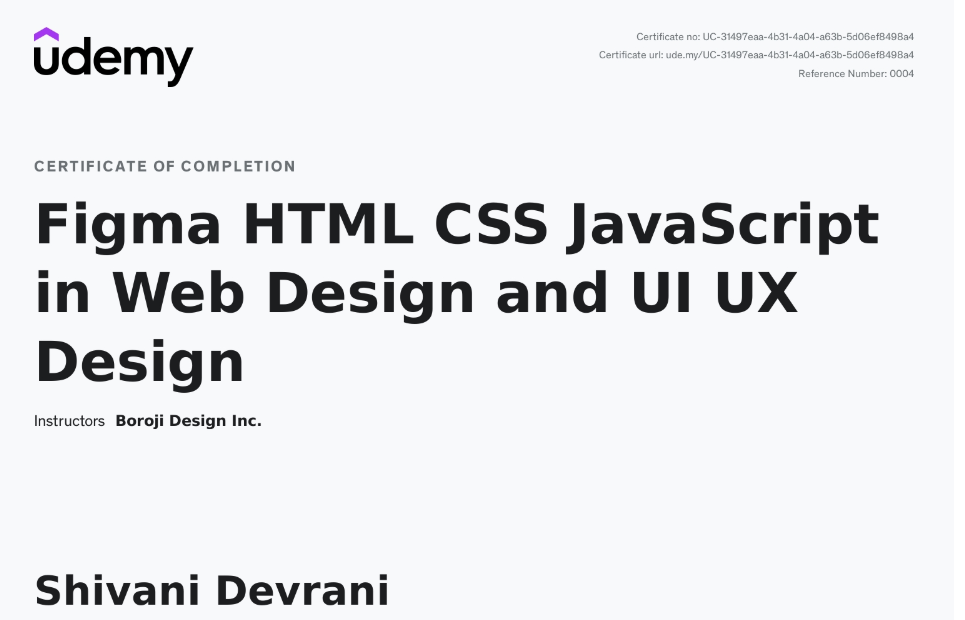 udemy
Certificate no: UC-31497eaa-4b31-4a04-a63b-5d06ef8498a4
Certificate url: ude.my/UC-31497eaa-4b31-4a04-a63b-5d06ef8498a4
Reference Number: 0004
CERTIFICATE OF COMPLETION
Figma HTML CSS JavaScript
in Web Design and UI UX
Design
Instructors Boroji Design Inc.
Shivani Devrani